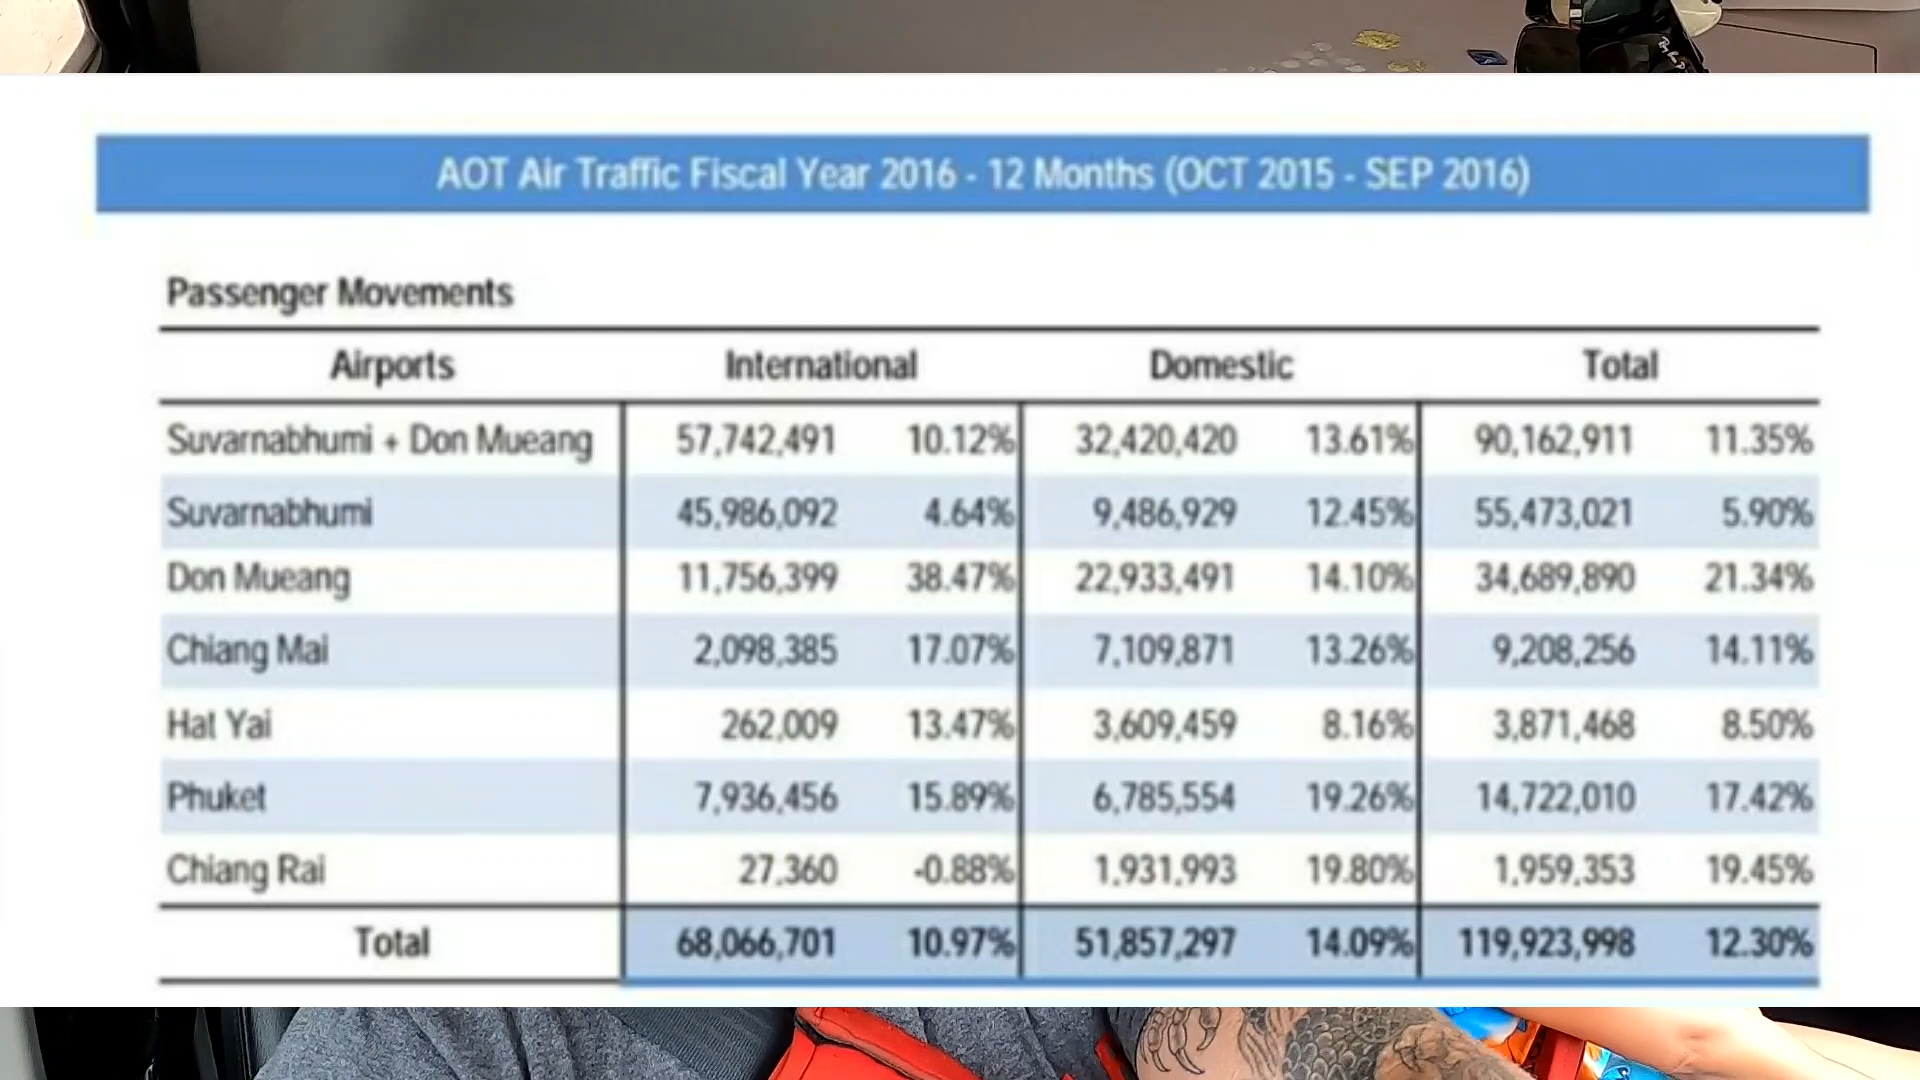 AOT Air Traffic Fiscal Year 2016 - 12 Months (OCT 2015 - SEP 2016)
Passenger Movements
Airports International Domestic Total
Suvarnabhumi + Don Mueang 57,742,491 10.12% 32,420,420 13.61% 90,162,911 11.35%
Suvarnabhumi 45,986,092 4.64% 9,486,929 12.45% 55,473,021 5.90%
Don Mueang 11,756,399 38.47% 22,933,491 14.10% 34,689,890 21.34%
Chiang Mai 2,098,385 17.07% 7,109,871 13.26% 9,208,256 14.11%
Hat Yai 262,009 13.47% 3,609,459 8.16% 3,871,468 8.50%
Phuket 7,936,456 15.89% 6,785,554 19.26% 14,722,010 17.42%
Chiang Rai 27,360 -0.88% 1,931,993 19.80% 1,959,353 19.45%
Total 68,066,701 10.97% 51,857,297 14.09% 119,923,998 12.30%